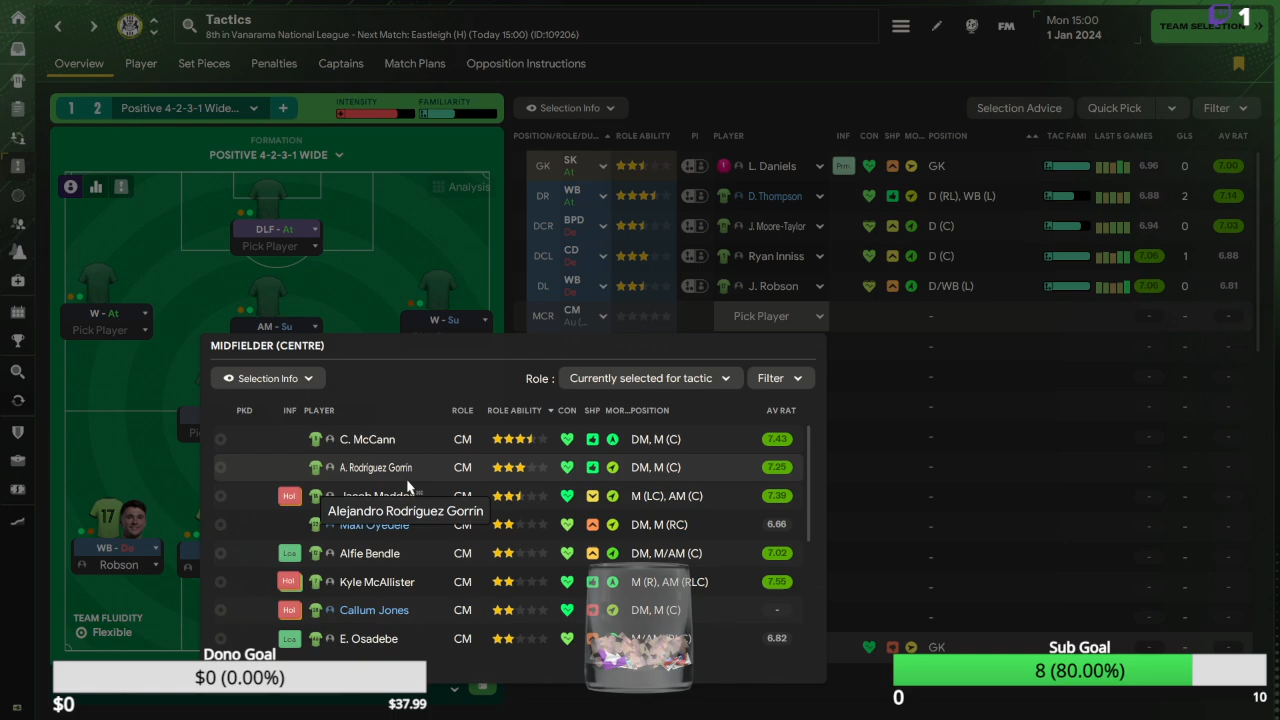 Tactics
8th in Vanarama National League - Next Match: Eastleigh (H) (Today 15:00) (ID:109206)
FM
Mon 15:00
1 Jan 2024
TEAM SELECTION
1
Overview
Player
Set Pieces
Penalties
Captains
Match Plans
Opposition Instructions
1 2 Positive 4-2-3-1 Wide...
INTENSITY
FAMILIARITY
Selection Info
Selection Advice
Quick Pick
Filter
FORMATION
POSITIVE 4-2-3-1 WIDE
Analysis
DLF - At
Pick Player
W - At
Pick Player
AM - Su
W - Su
17
WB - De
Robson
TEAM FLUIDITY
Flexible
POSITION/ROLE/DU... ROLE ABILITY PI PLAYER INF CON SHP MO... POSITION TAC FAMI LAST 5 GAMES GLS AV RAT
GK SK At L. Daniels Prm GK 6.96 0 7.00
DR WB At D. Thompson D (RL), WB (L) 6.88 2 7.14
DCR BPD De J. Moore-Taylor D (C) 6.94 0 7.03
DCL CD De Ryan Inniss D (C) 7.06 1 6.88
DL WB De J. Robson D/WB (L) 7.06 - 6.81
MCR CM Au (... Pick Player - - - -
GK
MIDFIELDER (CENTRE)
Selection Info
Role :
Currently selected for tactic
Filter
PKD INF PLAYER ROLE ROLE ABILITY CON SHP MOR... POSITION AV RAT
C. McCann CM DM, M (C) 7.43
A. Rodríguez Gorrín CM DM, M (C) 7.25
Hol CM M (LC), AM (C) 7.39
Alejandro Rodríguez Gorrín
Maxi Oyedele CM DM, M (RC) 6.66
Loa Alfie Bendle CM DM, M/AM (C) 7.02
Hol Kyle McAllister CM M (R), AM (RLC) 7.55
Hol Callum Jones CM DM, M (C) -
Loa E. Osadebe CM 6.82
Dono Goal
$0 (0.00%)
$0
$37.99
Sub Goal
8 (80.00%)
0
10